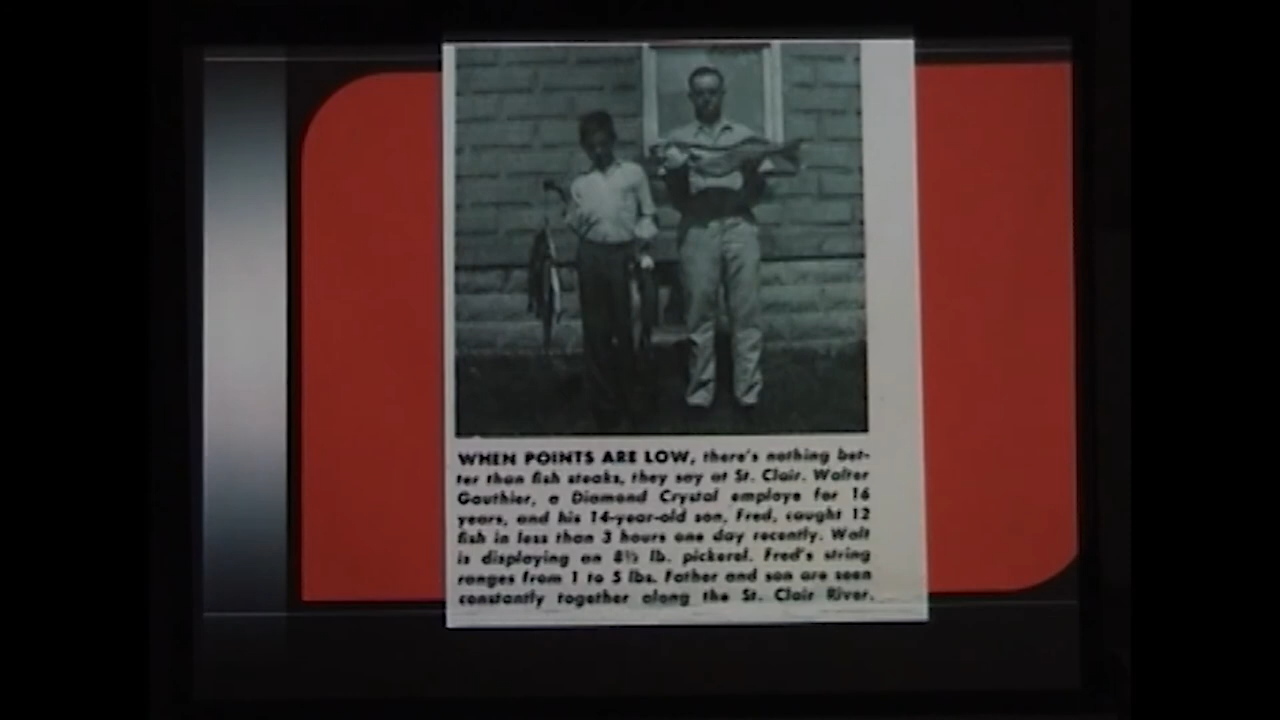 WHEN POINTS ARE LOW, there's nothing bet-
ter than fish steaks, they say at St. Clair. Walter
Gauthier, a Diamond Crystal employe for 16
years, and his 14-year-old son, Fred, caught 12
fish in less than 3 hours one day recently. Walt
is displaying an 8½ lb. pickerel. Fred's string
ranges from 1 to 5 lbs. Father and son are seen
constantly together along the St. Clair River.